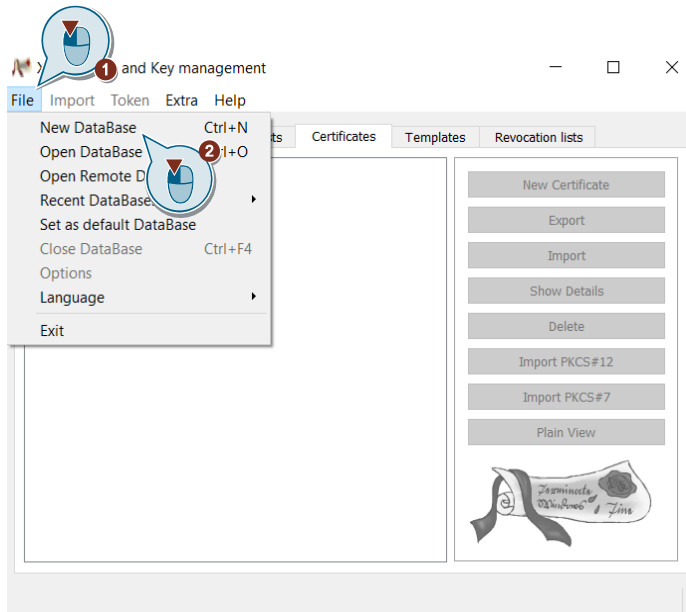 1
and Key management
File Import Token Extra Help
New DataBase Ctrl+N
Open DataBase 2 l+O
Open Remote D
Recent DataBase
Set as default DataBase
Close DataBase Ctrl+F4
Options
Language
Exit
ts Certificates Templates Revocation lists
New Certificate
Export
Import
Show Details
Delete
Import PKCS#12
Import PKCS#7
Plain View